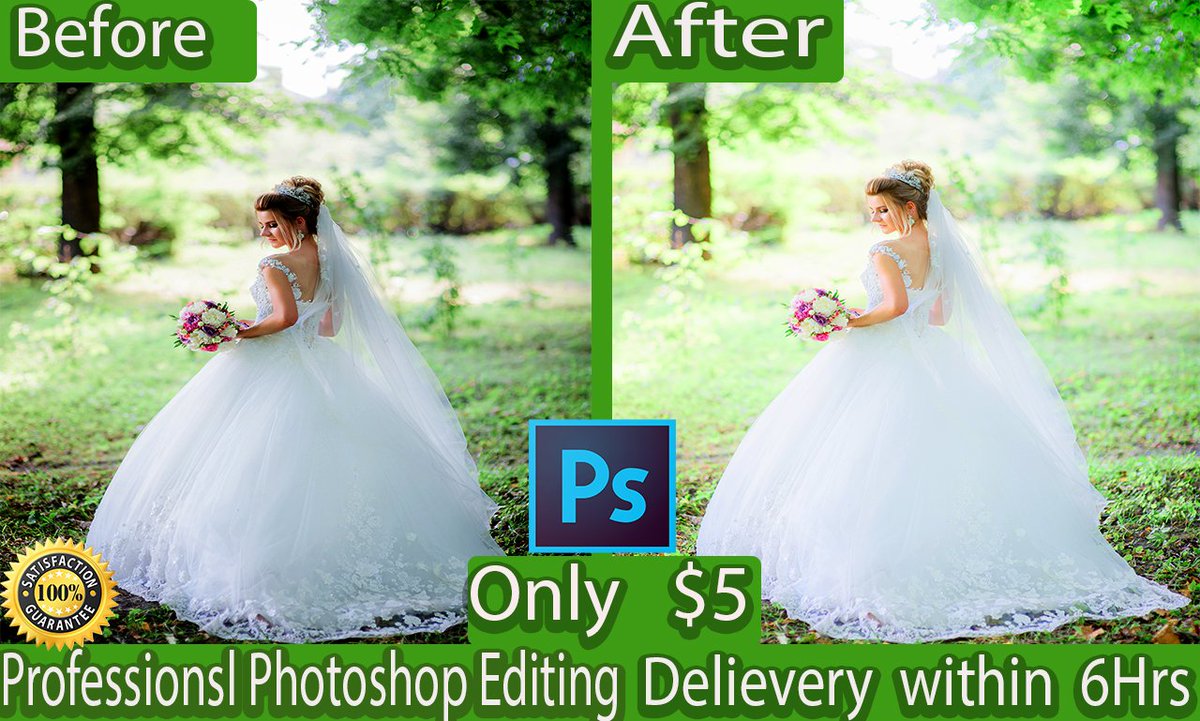 Before
After
Ps
SATISFACTION
100%
GUARANTEE
Only $5
Professionsl Photoshop Editing Delievery within 6Hrs